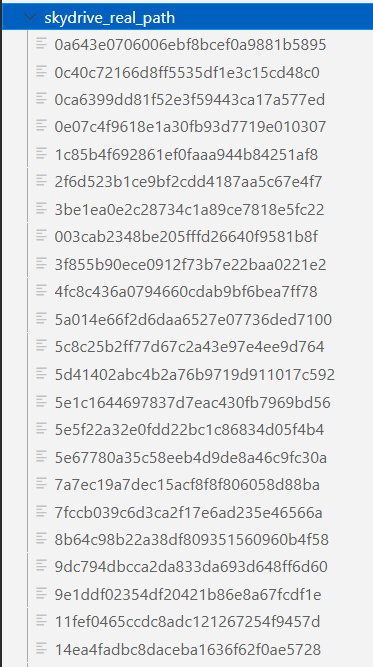 skydrive_real_path
0a643e0706006ebf8bcef0a9881b5895
0c40c72166d8ff5535df1e3c15cd48c0
0ca6399dd81f52e3f59443ca17a577ed
0e07c4f9618e1a30fb93d7719e010307
1c85b4f692861ef0faaa944b84251af8
2f6d523b1ce9bf2cdd4187aa5c67e4f7
3be1ea0e2c28734c1a89ce7818e5fc22
003cab2348be205fffd26640f9581b8f
3f855b90ece0912f73b7e22baa0221e2
4fc8c436a0794660cdab9bf6bea7ff78
5a014e66f2d6daa6527e07736ded7100
5c8c25b2ff77d67c2a43e97e4ee9d764
5d41402abc4b2a76b9719d911017c592
5e1c1644697837d7eac430fb7969bd56
5e5f22a32e0fdd22bc1c86834d05f4b4
5e67780a35c58eeb4d9de8a46c9fc30a
7a7ec19a7dec15acf8f8f806058d88ba
7fccb039c6d3ca2f17e6ad235e46566a
8b64c98b22a38df809351560960b4f58
9dc794dbcca2da833da693d648ff6d60
9e1ddf02354df20421b86e8a67fcdf1e
11fef0465ccdc8adc121267254f9457d
14ea4fadbc8daceba1636f62f0ae5728